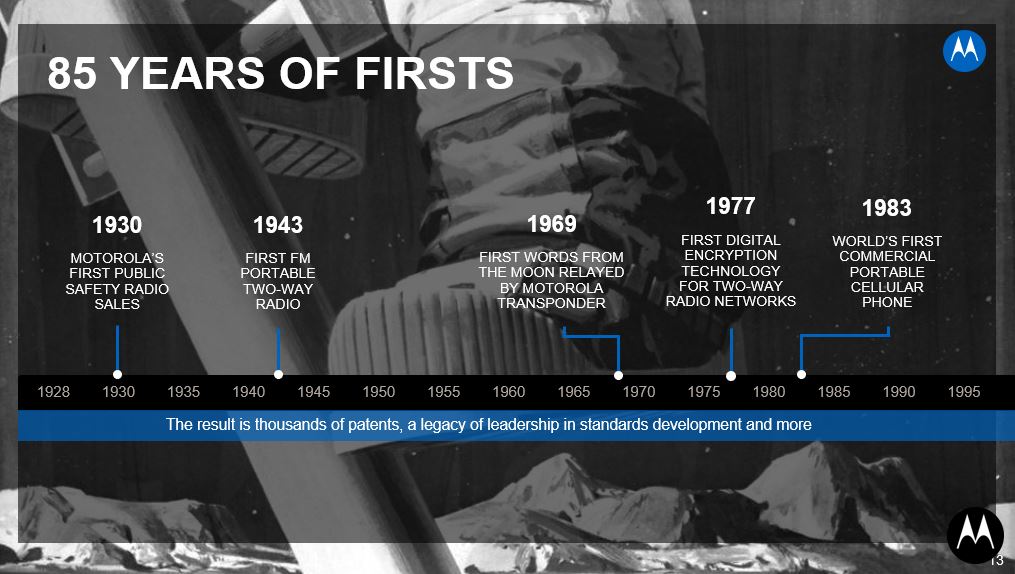 85 YEARS OF FIRSTS
1930
MOTOROLA'S
FIRST PUBLIC
SAFETY RADIO
SALES
1943
FIRST FM
PORTABLE
TWO-WAY
RADIO
1969
FIRST WORDS FROM
THE MOON RELAYED
BY MOTOROLA
TRANSPONDER
1977
FIRST DIGITAL
ENCRYPTION
TECHNOLOGY
FOR TWO-WAY
RADIO NETWORKS
1983
WORLD'S FIRST
COMMERCIAL
PORTABLE
CELLULAR
PHONE
1928 1930 1935 1940 1945 1950 1955 1960 1965 1970 1975 1980 1985 1990 1995
The result is thousands of patents, a legacy of leadership in standards development and more
13